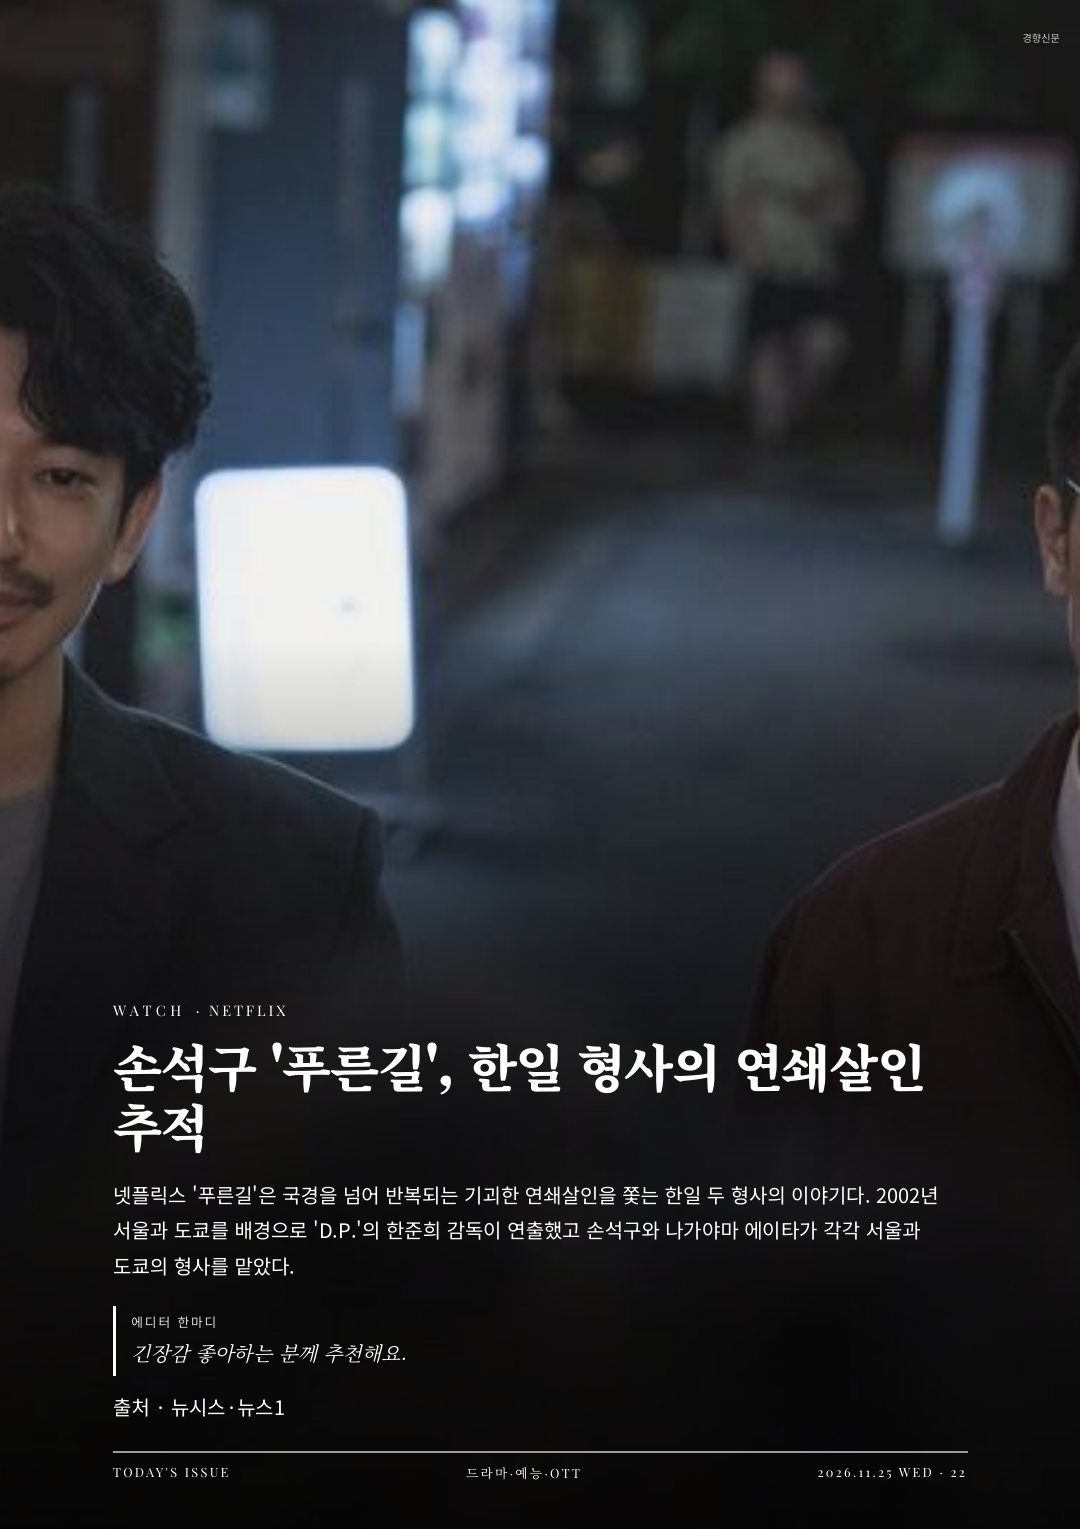 경향신문
WATCH · NETFLIX
손석구 '푸른길', 한일 형사의 연쇄살인
추적
넷플릭스 '푸른길'은 국경을 넘어 반복되는 기괴한 연쇄살인을 쫓는 한일 두 형사의 이야기다. 2002년
서울과 도쿄를 배경으로 'D.P.'의 한준희 감독이 연출했고 손석구와 나가야마 에이타가 각각 서울과
도쿄의 형사를 맡았다.
에디터 한마디
긴장감 좋아하는 분께 추천해요.
출처 · 뉴시스·뉴스1
TODAY'S ISSUE
드라마·예능·OTT
2026.11.25 WED · 22